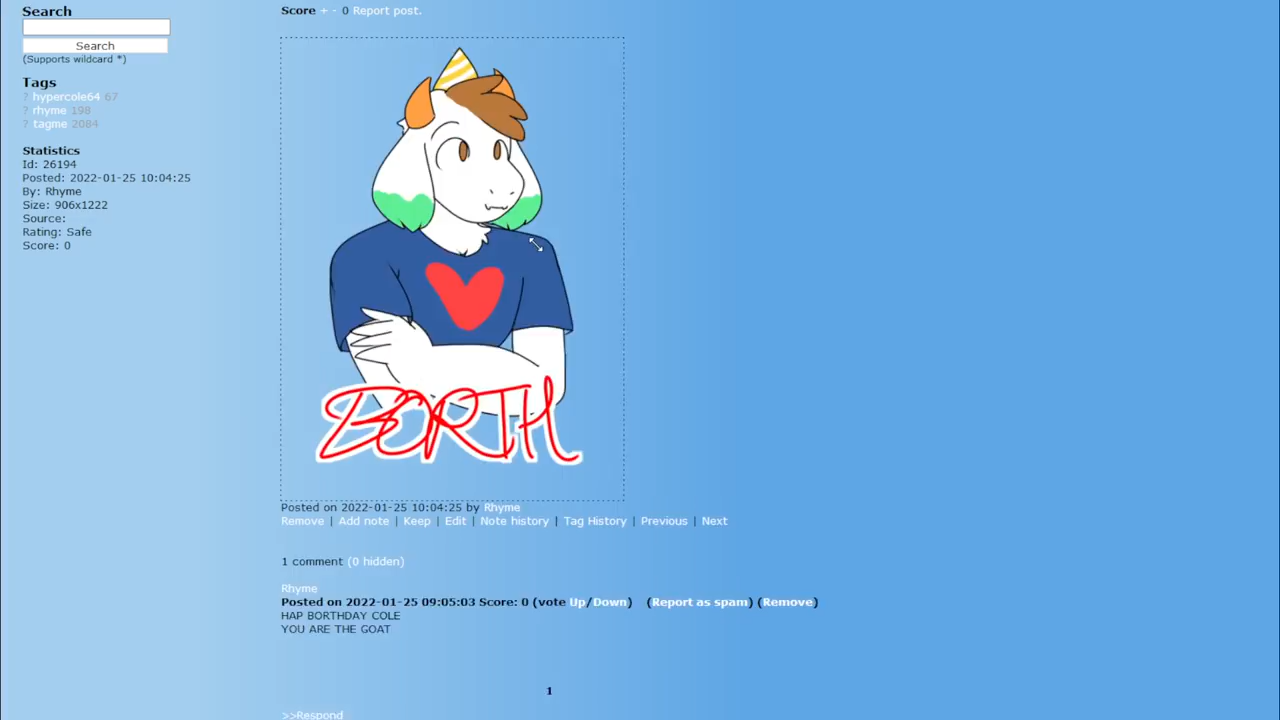 Search
Search
(Supports wildcard *)
Tags
? hypercole64 67
? rhyme 198
? tagme 2084
Statistics
Id: 26194
Posted: 2022-01-25 10:04:25
By: Rhyme
Size: 906x1222
Source:
Rating: Safe
Score: 0
Score + - 0 Report post.
BORTH
Posted on 2022-01-25 10:04:25 by Rhyme
Remove | Add note | Keep | Edit | Note history | Tag History | Previous | Next
1 comment (0 hidden)
Rhyme
Posted on 2022-01-25 09:05:03 Score: 0 (vote Up/Down) (Report as spam) (Remove)
HAP BORTHDAY COLE
YOU ARE THE GOAT
1
>>Respond